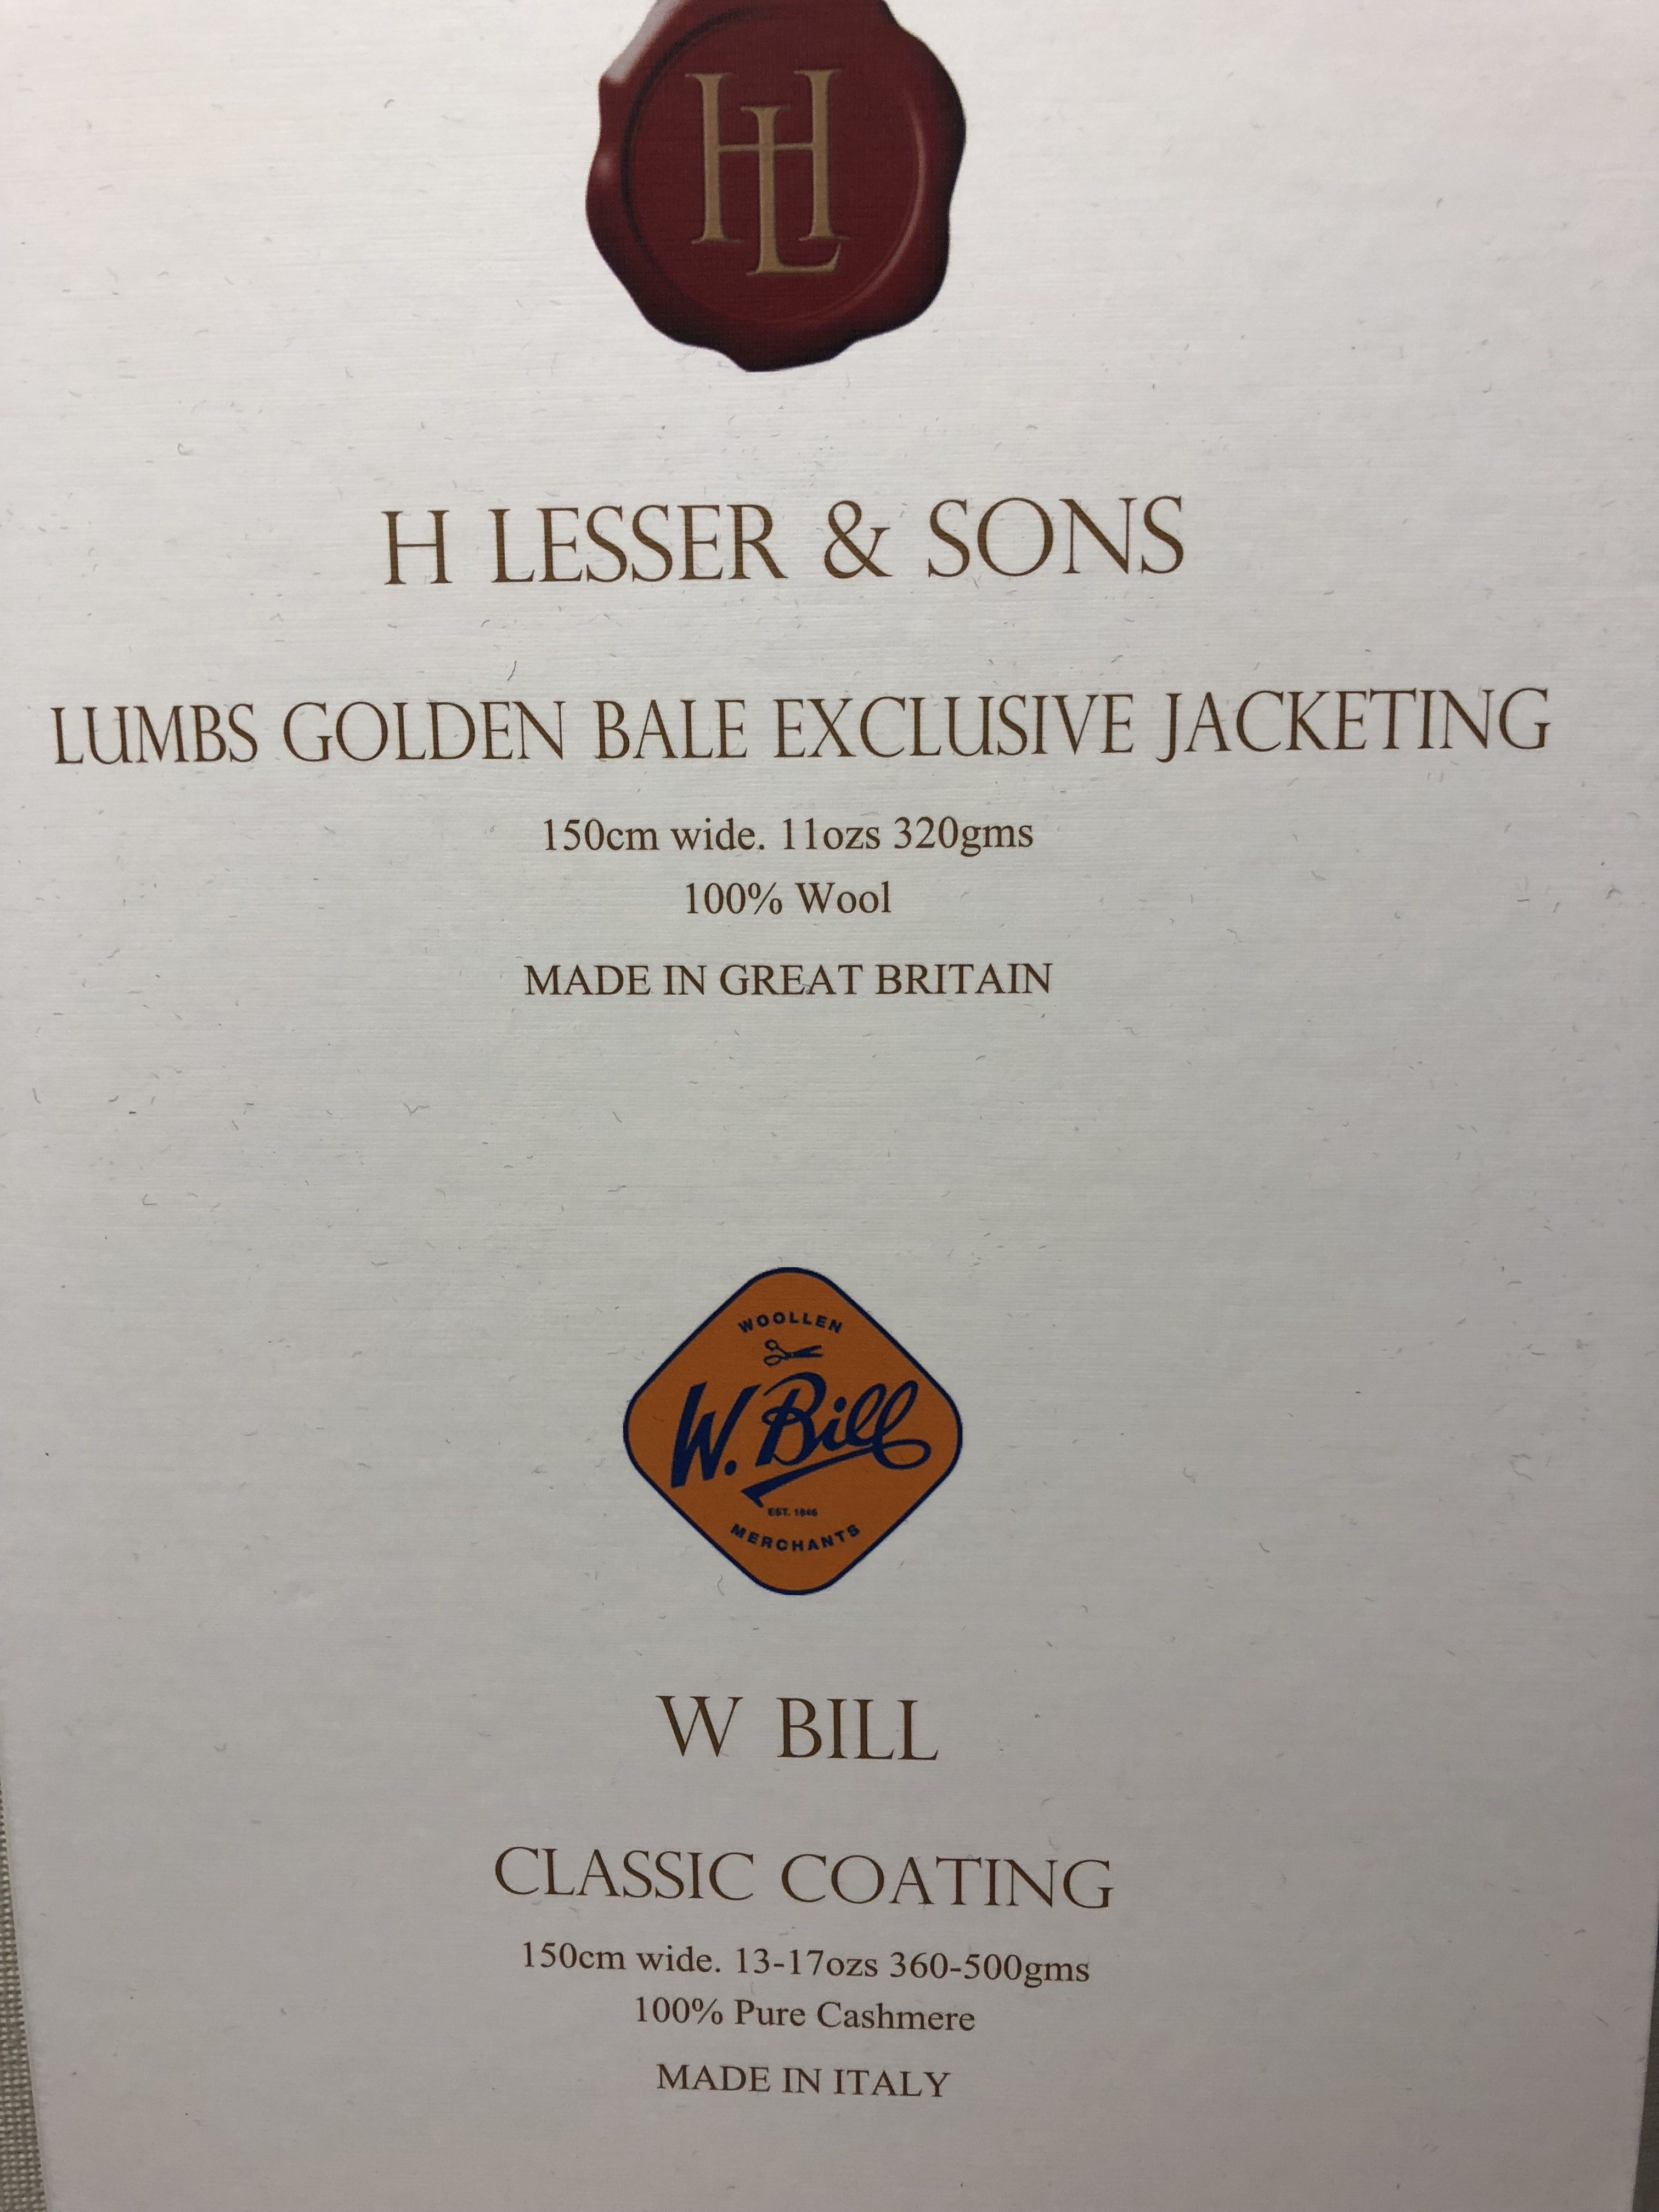 HL
H LESSER & SONS
LUMBS GOLDEN BALE EXCLUSIVE JACKETING
150cm wide. 11ozs 320gms
100% Wool
MADE IN GREAT BRITAIN
WOOLLEN
W. Bill
EST. 1846
MERCHANTS
W BILL
CLASSIC COATING
150cm wide. 13-17ozs 360-500gms
100% Pure Cashmere
MADE IN ITALY